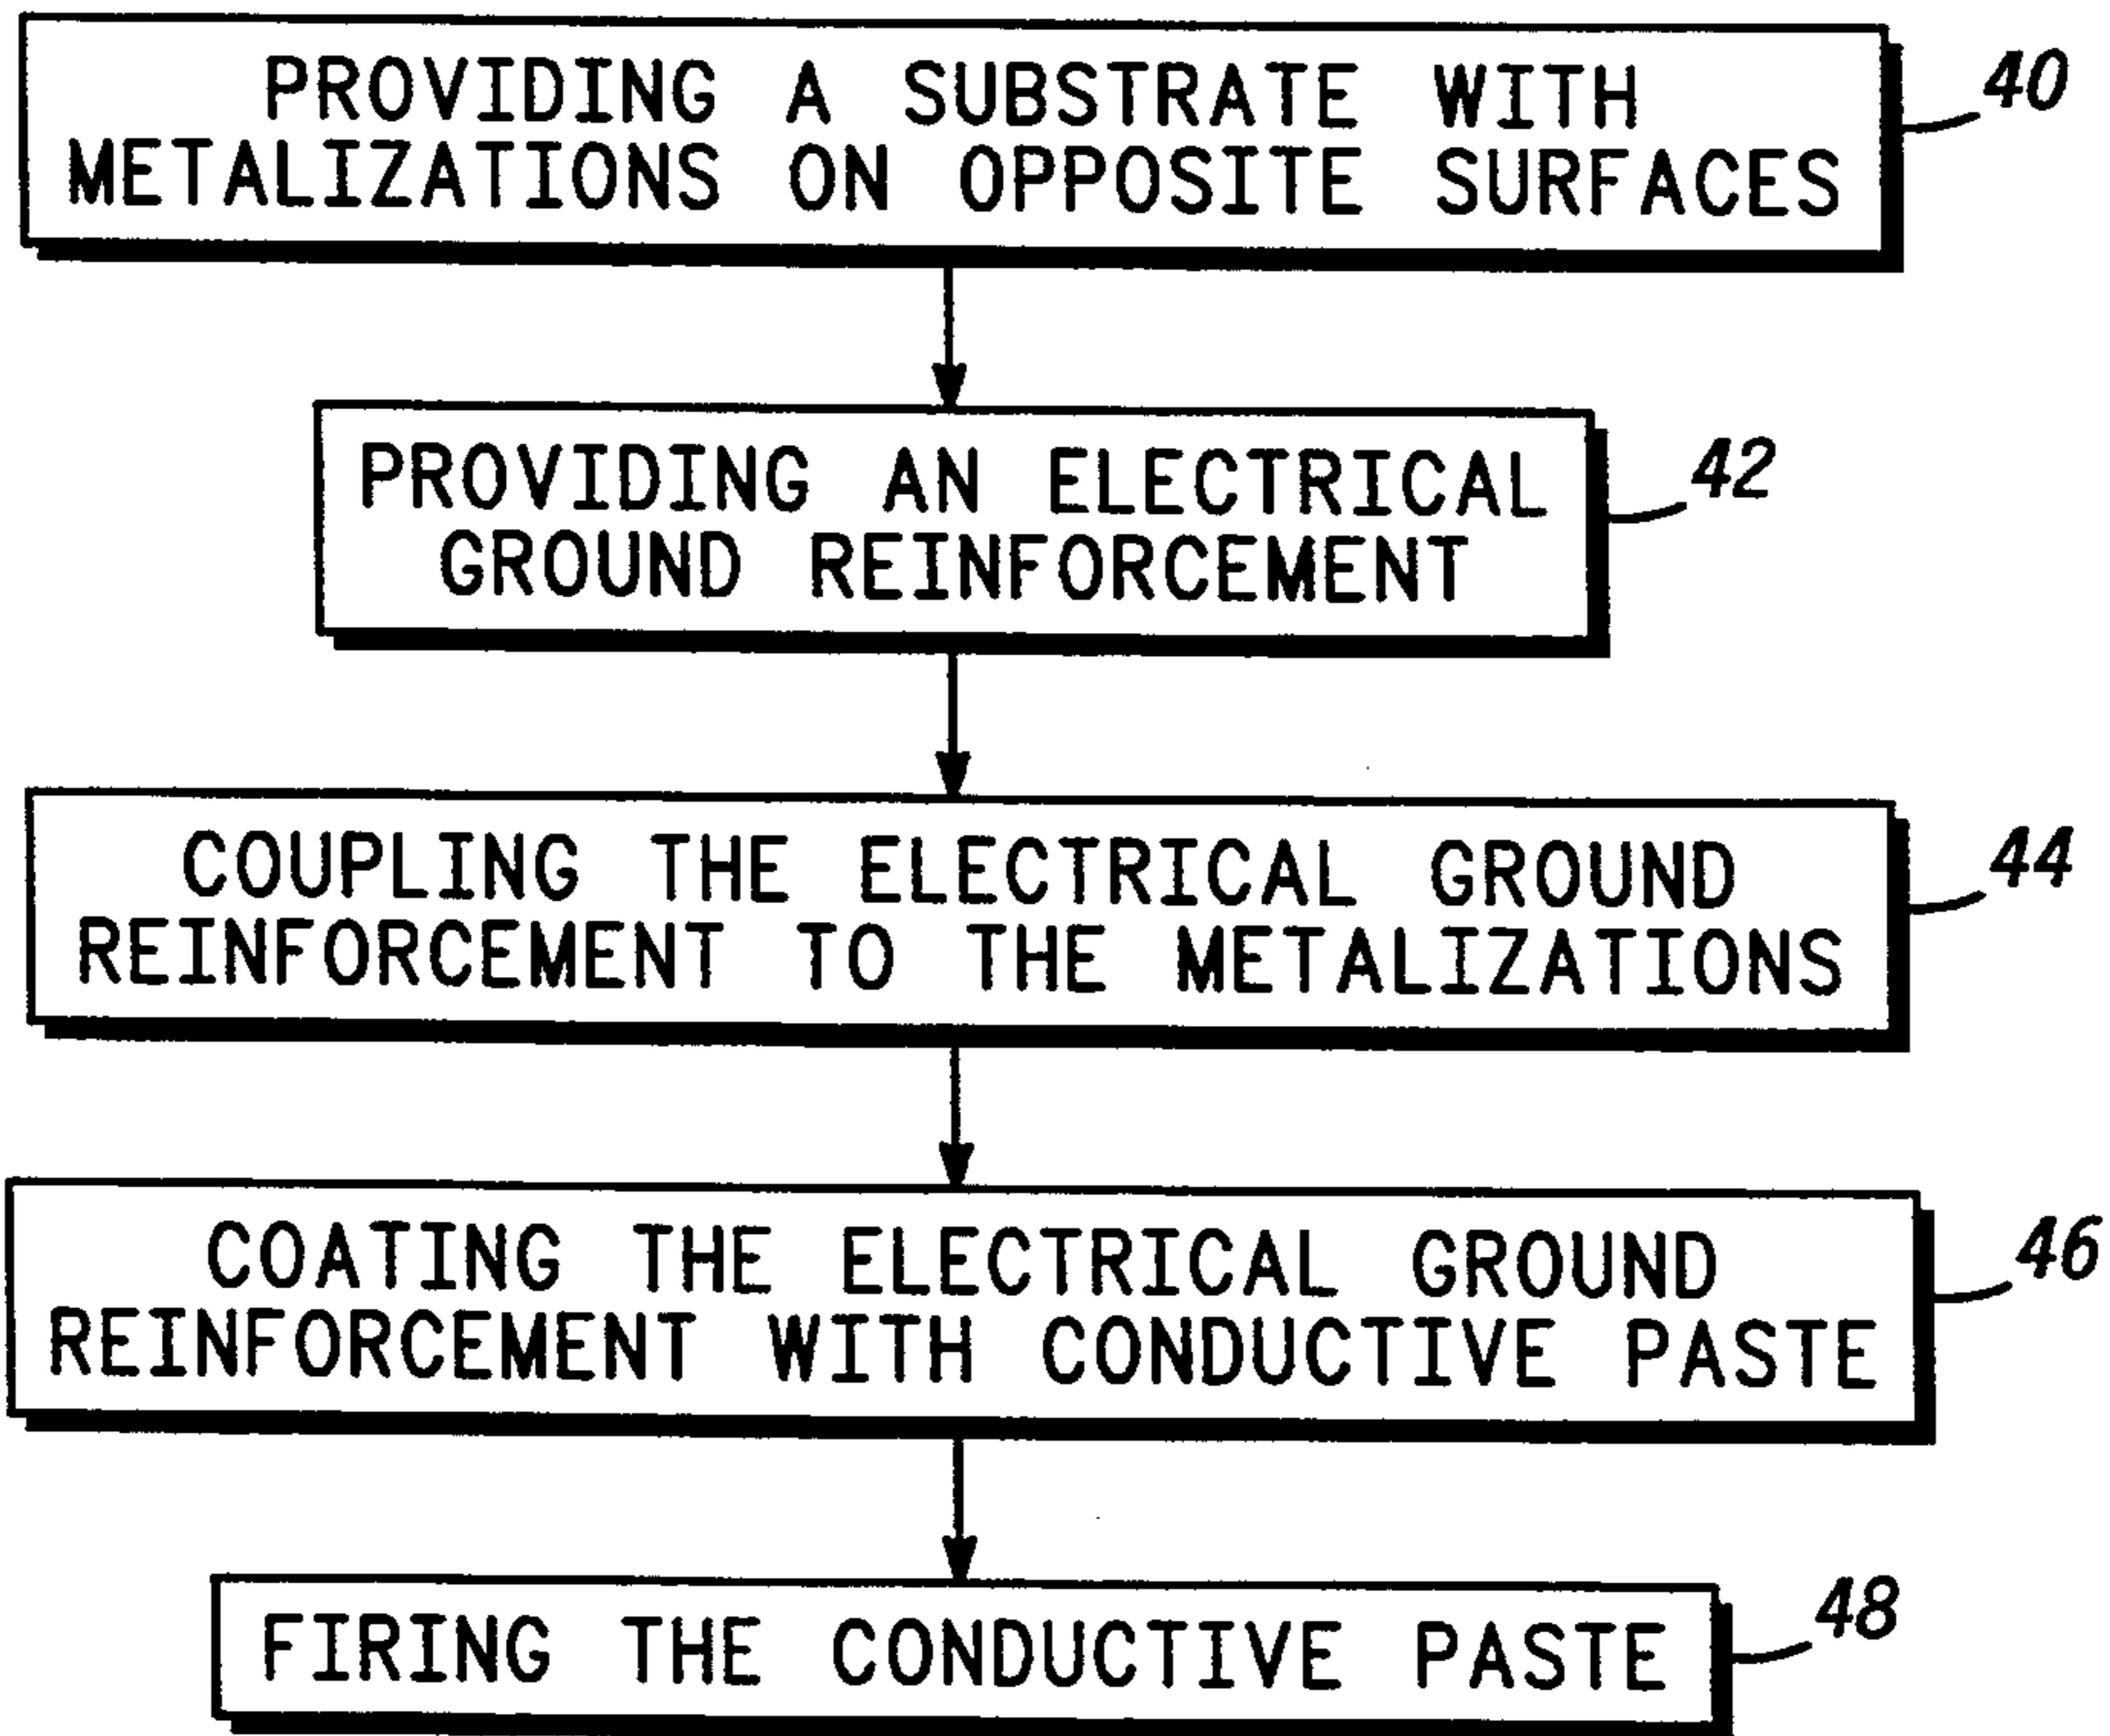 PROVIDING A SUBSTRATE WITH
METALIZATIONS ON OPPOSITE SURFACES
40
PROVIDING AN ELECTRICAL
GROUND REINFORCEMENT
42
COUPLING THE ELECTRICAL GROUND
REINFORCEMENT TO THE METALIZATIONS
44
COATING THE ELECTRICAL GROUND
REINFORCEMENT WITH CONDUCTIVE PASTE
46
FIRING THE CONDUCTIVE PASTE
48